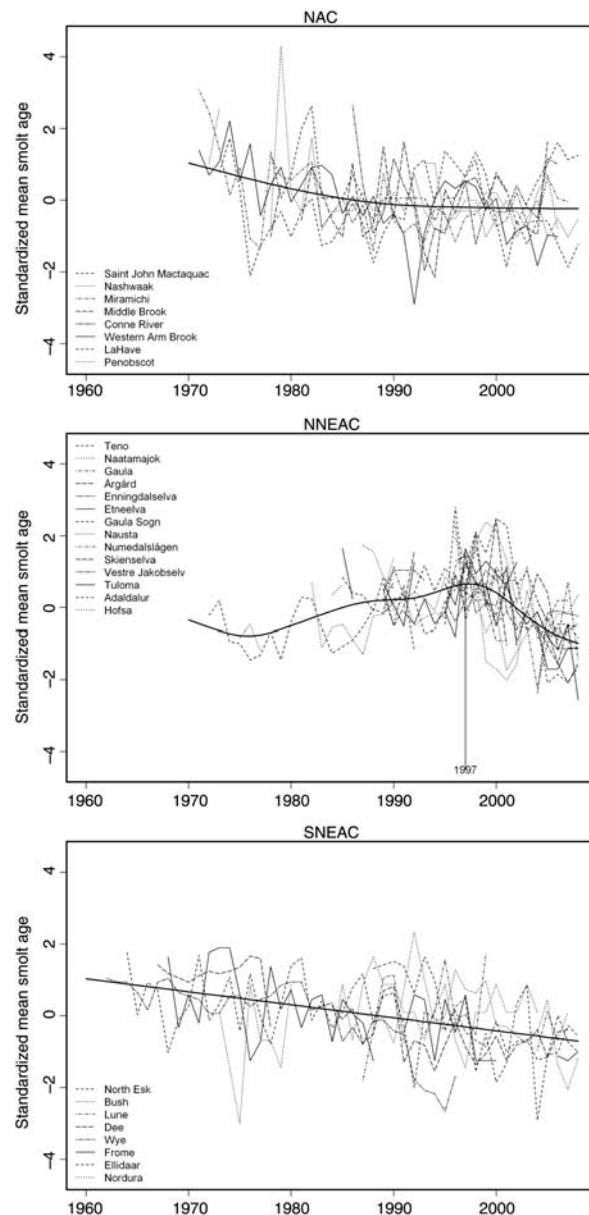 NAC
Standardized mean smolt age
4
2
0
-2
-4
Saint John Mactaquac
Nashwaak
Miramichi
Middle Brook
Conne River
Western Arm Brook
LaHave
Penobscot
1960 1970 1980 1990 2000
NNEAC
Standardized mean smolt age
4
2
0
-2
-4
Teno
Naatamajok
Gaula
Årgård
Enningdalselva
Etneelva
Gaula Sogn
Nausta
Numedalslågen
Skienselva
Vestre Jakobselv
Tuloma
Adaldalur
Hofsa
1997
1960 1970 1980 1990 2000
SNEAC
Standardized mean smolt age
4
2
0
-2
-4
North Esk
Bush
Lune
Dee
Wye
Frome
Ellidaar
Nordura
1960 1970 1980 1990 2000